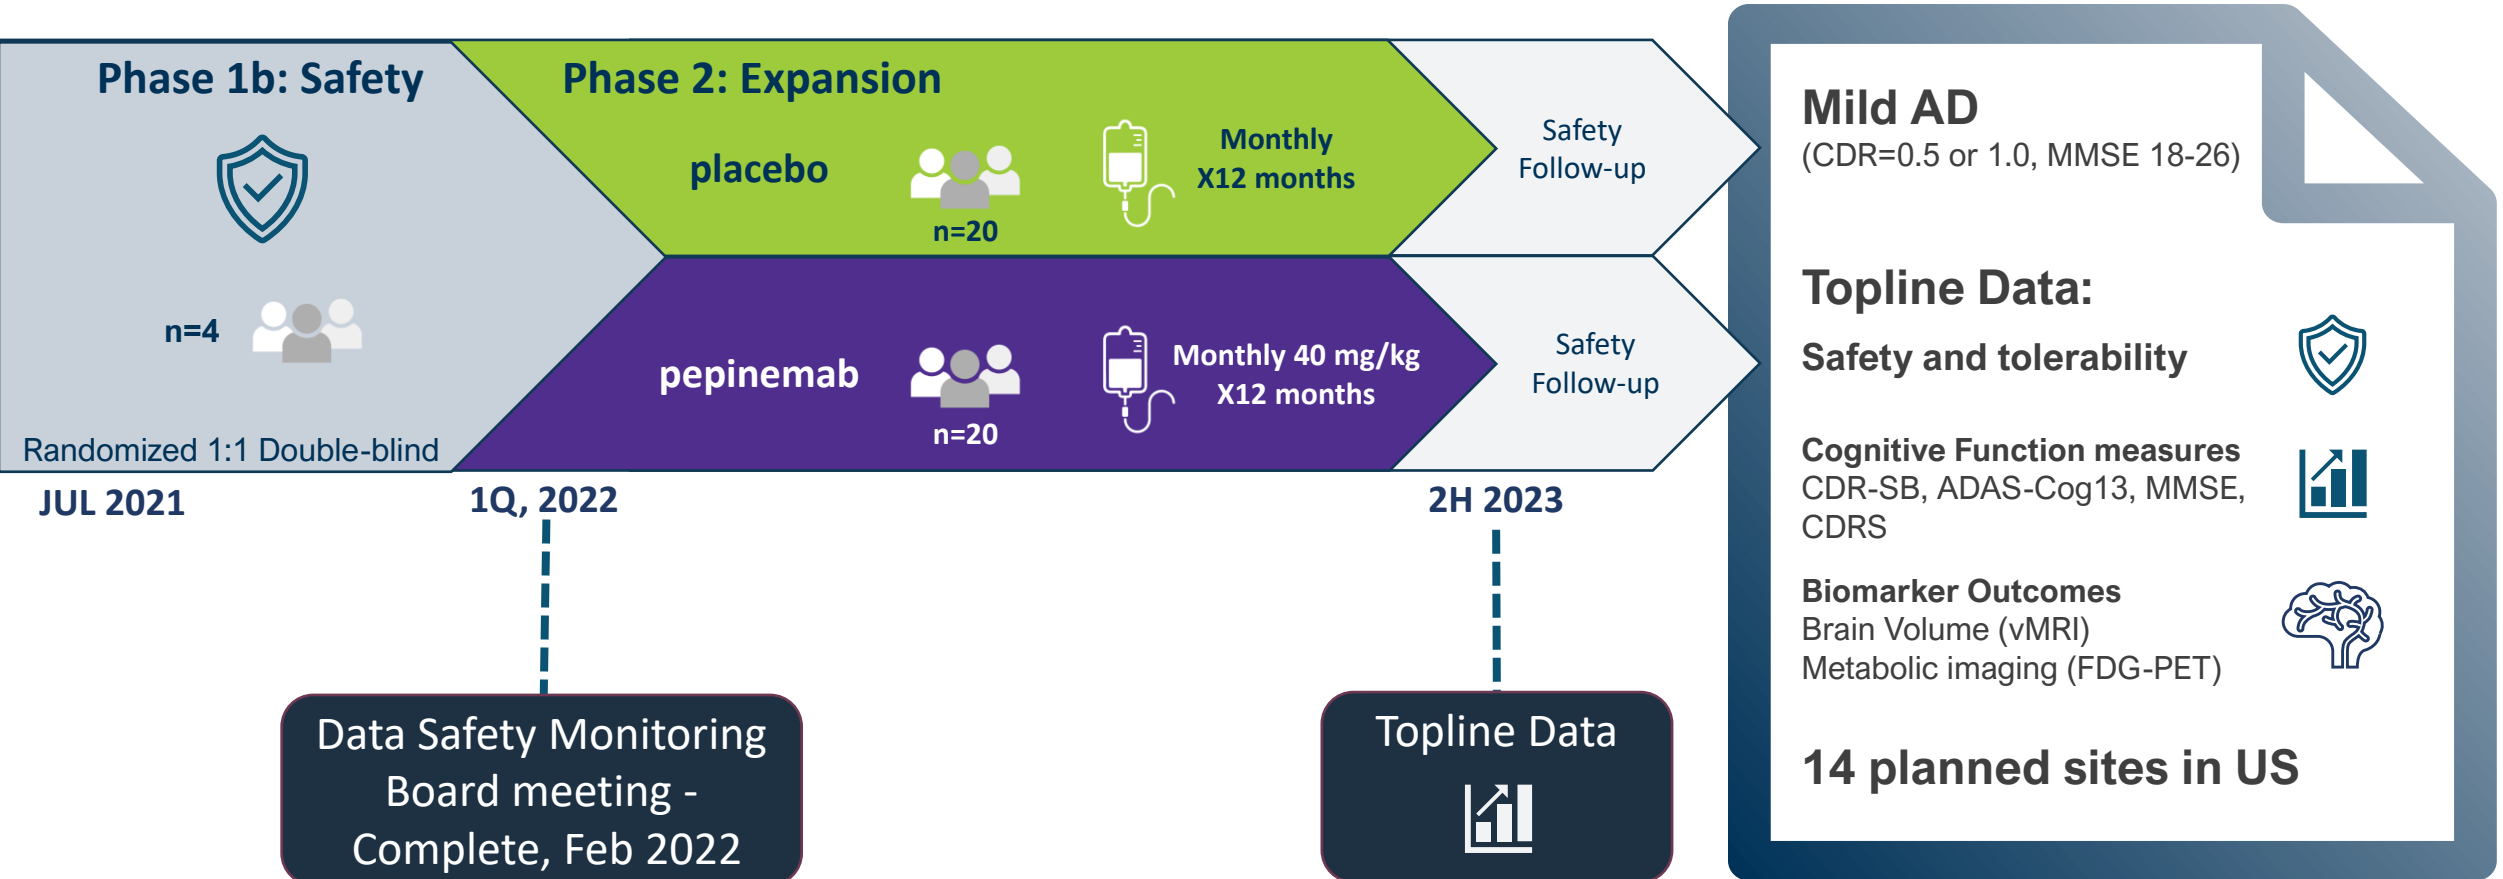 Phase 1b: Safety
n=4
Randomized 1:1 Double-blind
Phase 2: Expansion
placebo
n=20
Monthly
X12 months
Safety
Follow-up
pepinemab
n=20
Monthly 40 mg/kg
X12 months
Safety
Follow-up
JUL 2021
1Q, 2022
2H 2023
Data Safety Monitoring
Board meeting -
Complete, Feb 2022
Topline Data
Mild AD
(CDR=0.5 or 1.0, MMSE 18-26)
Topline Data:
Safety and tolerability
Cognitive Function measures
CDR-SB, ADAS-Cog13, MMSE,
CDRS
Biomarker Outcomes
Brain Volume (vMRI)
Metabolic imaging (FDG-PET)
14 planned sites in US